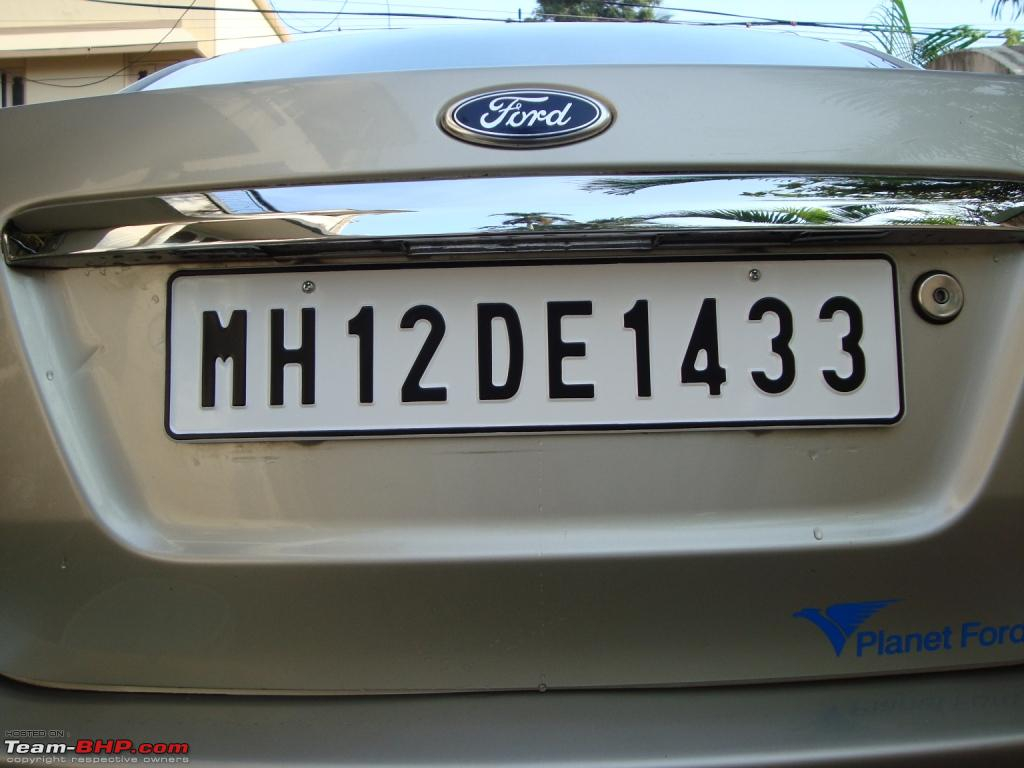 Ford
MH12DE1433
Planet Ford
HOSTED ON
Team-BHP.com
copyright respective owners